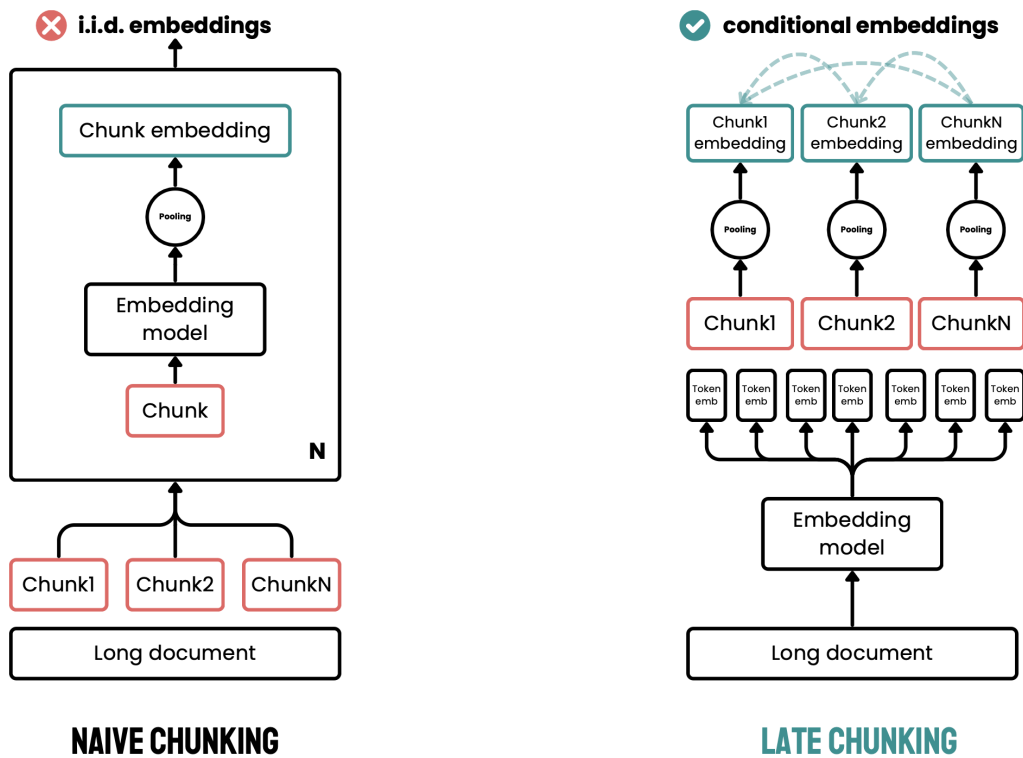 i.i.d. embeddings
Chunk embedding
Pooling
Embedding
model
Chunk
N
Chunk1
Chunk2
ChunkN
Long document
NAIVE CHUNKING
conditional embeddings
Chunk1
embedding
Chunk2
embedding
ChunkN
embedding
Pooling
Pooling
Pooling
Chunk1
Chunk2
ChunkN
Token
emb
Token
emb
Token
emb
Token
emb
Token
emb
Token
emb
Token
emb
Embedding
model
Long document
LATE CHUNKING